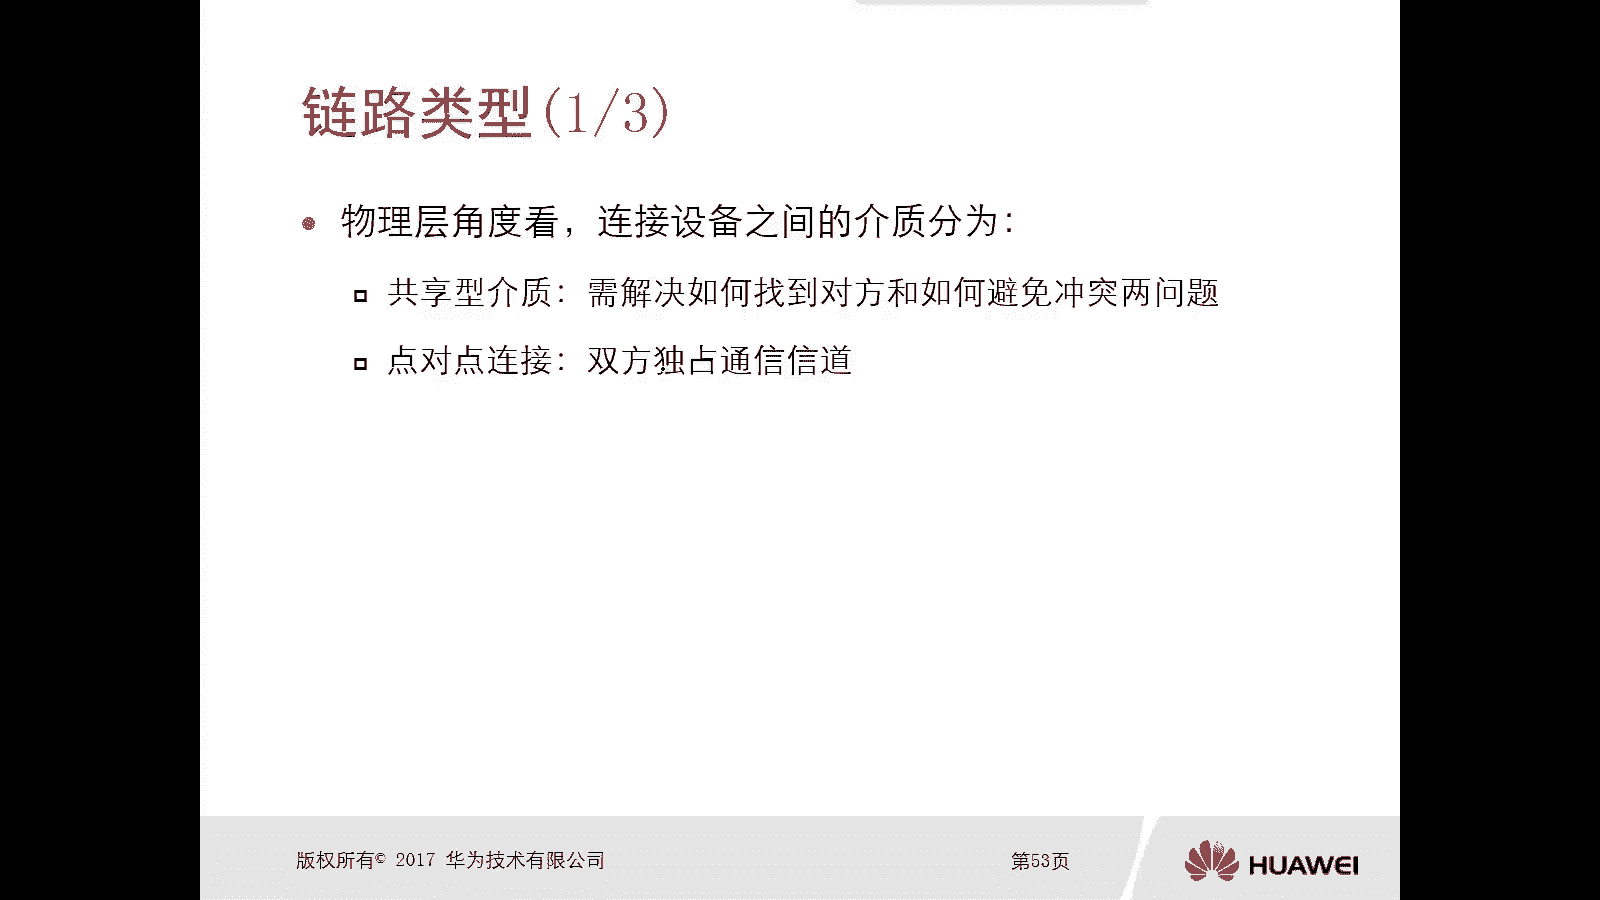 链路类型(1/3)
物理层角度看，连接设备之间的介质分为：
共享型介质：需解决如何找到对方和如何避免冲突两问题
点对点连接：双方独占通信信道
版权所有© 2017 华为技术有限公司
第53页
HUAWEI